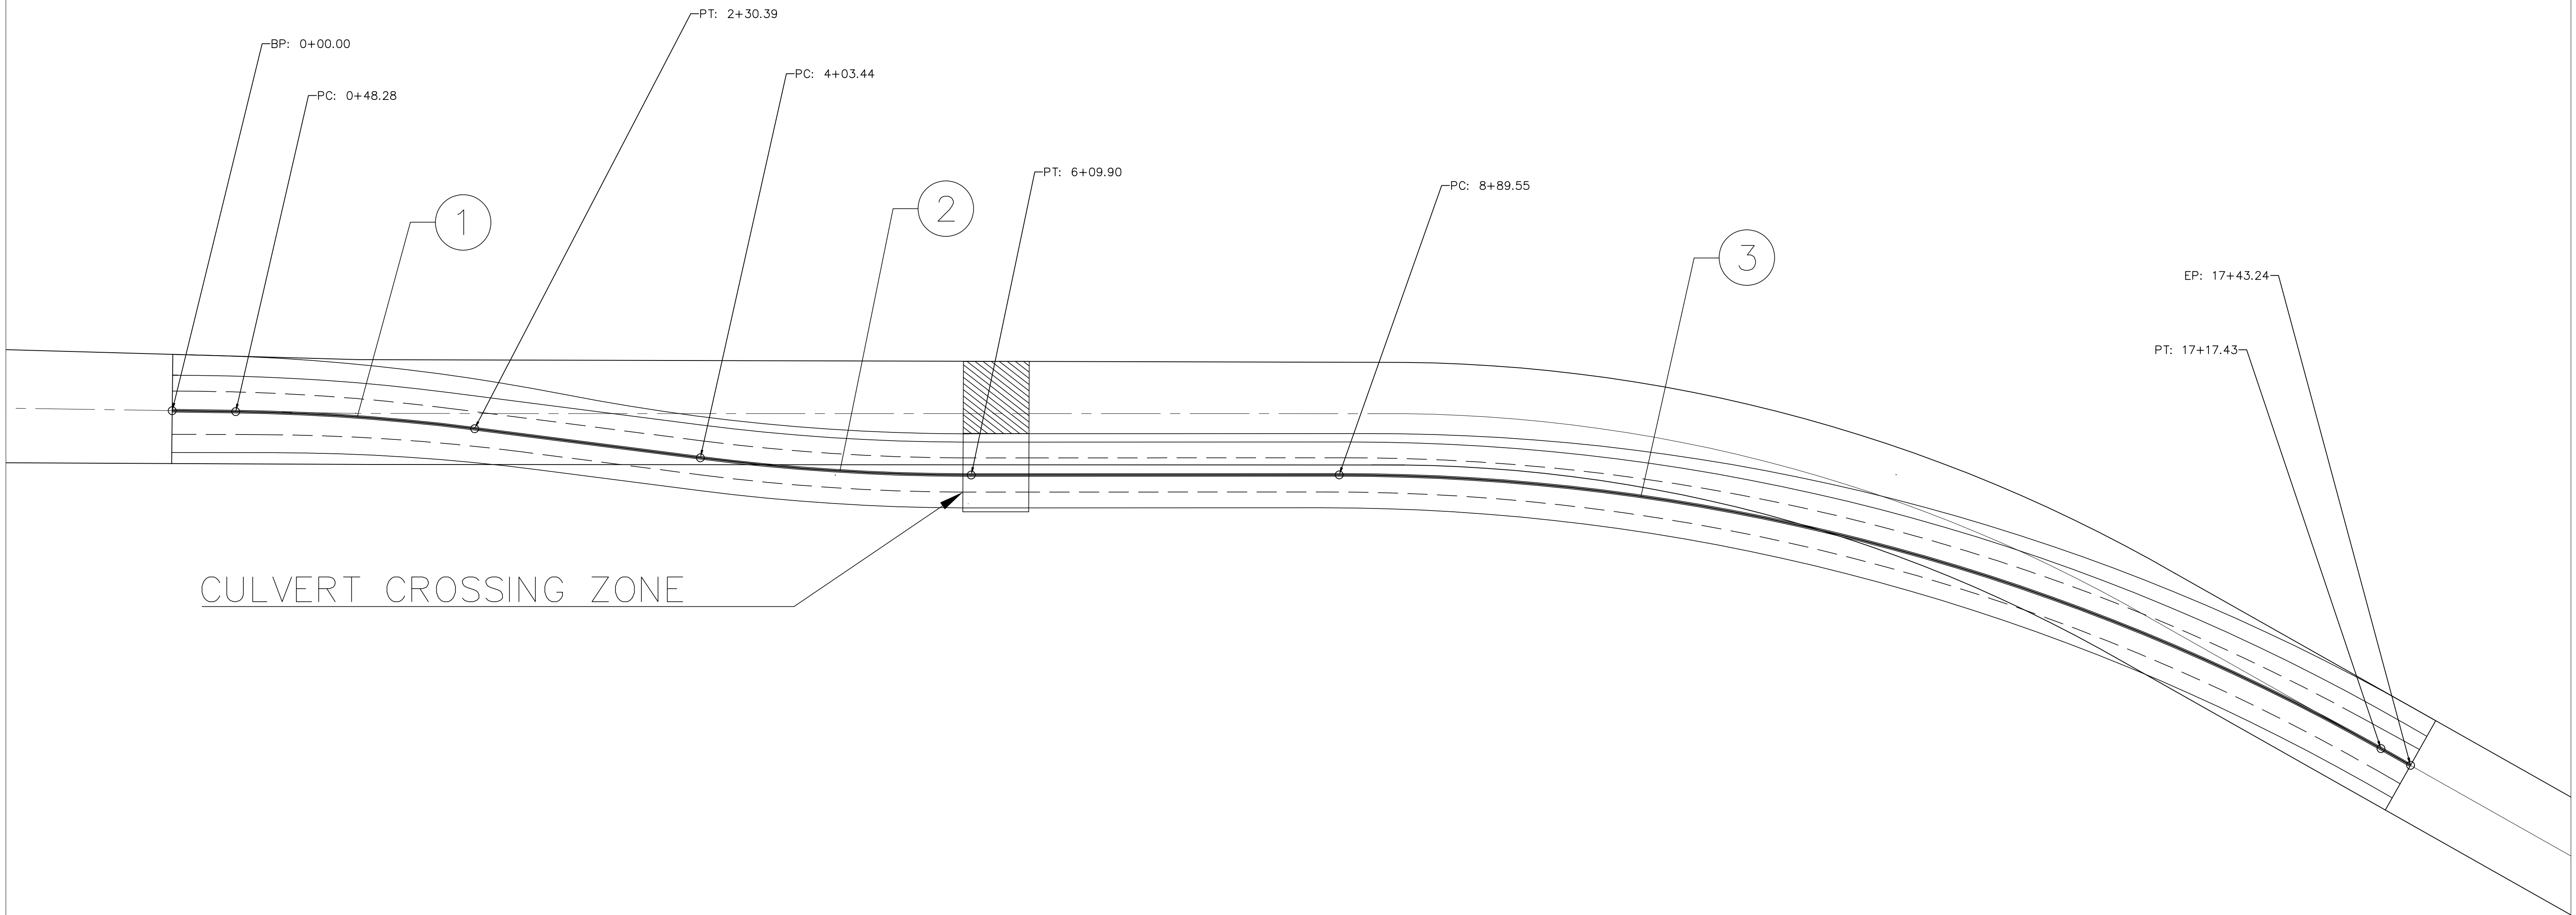 PT: 2+30.39
BP: 0+00.00
PC: 4+03.44
PC: 0+48.28
PT: 6+09.90
PC: 8+89.55
1
2
3
EP: 17+43.24
PT: 17+17.43
CULVERT CROSSING ZONE